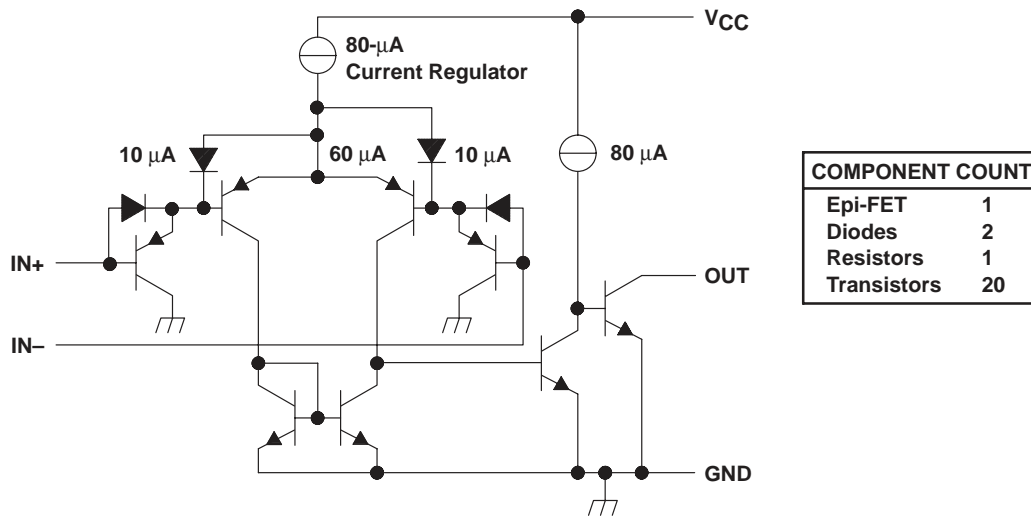 VCC
80-μA
Current Regulator
10 μA
60 μA
10 μA
80 μA
IN+
OUT
IN–
GND
COMPONENT COUNT
Epi-FET 1
Diodes 2
Resistors 1
Transistors 20